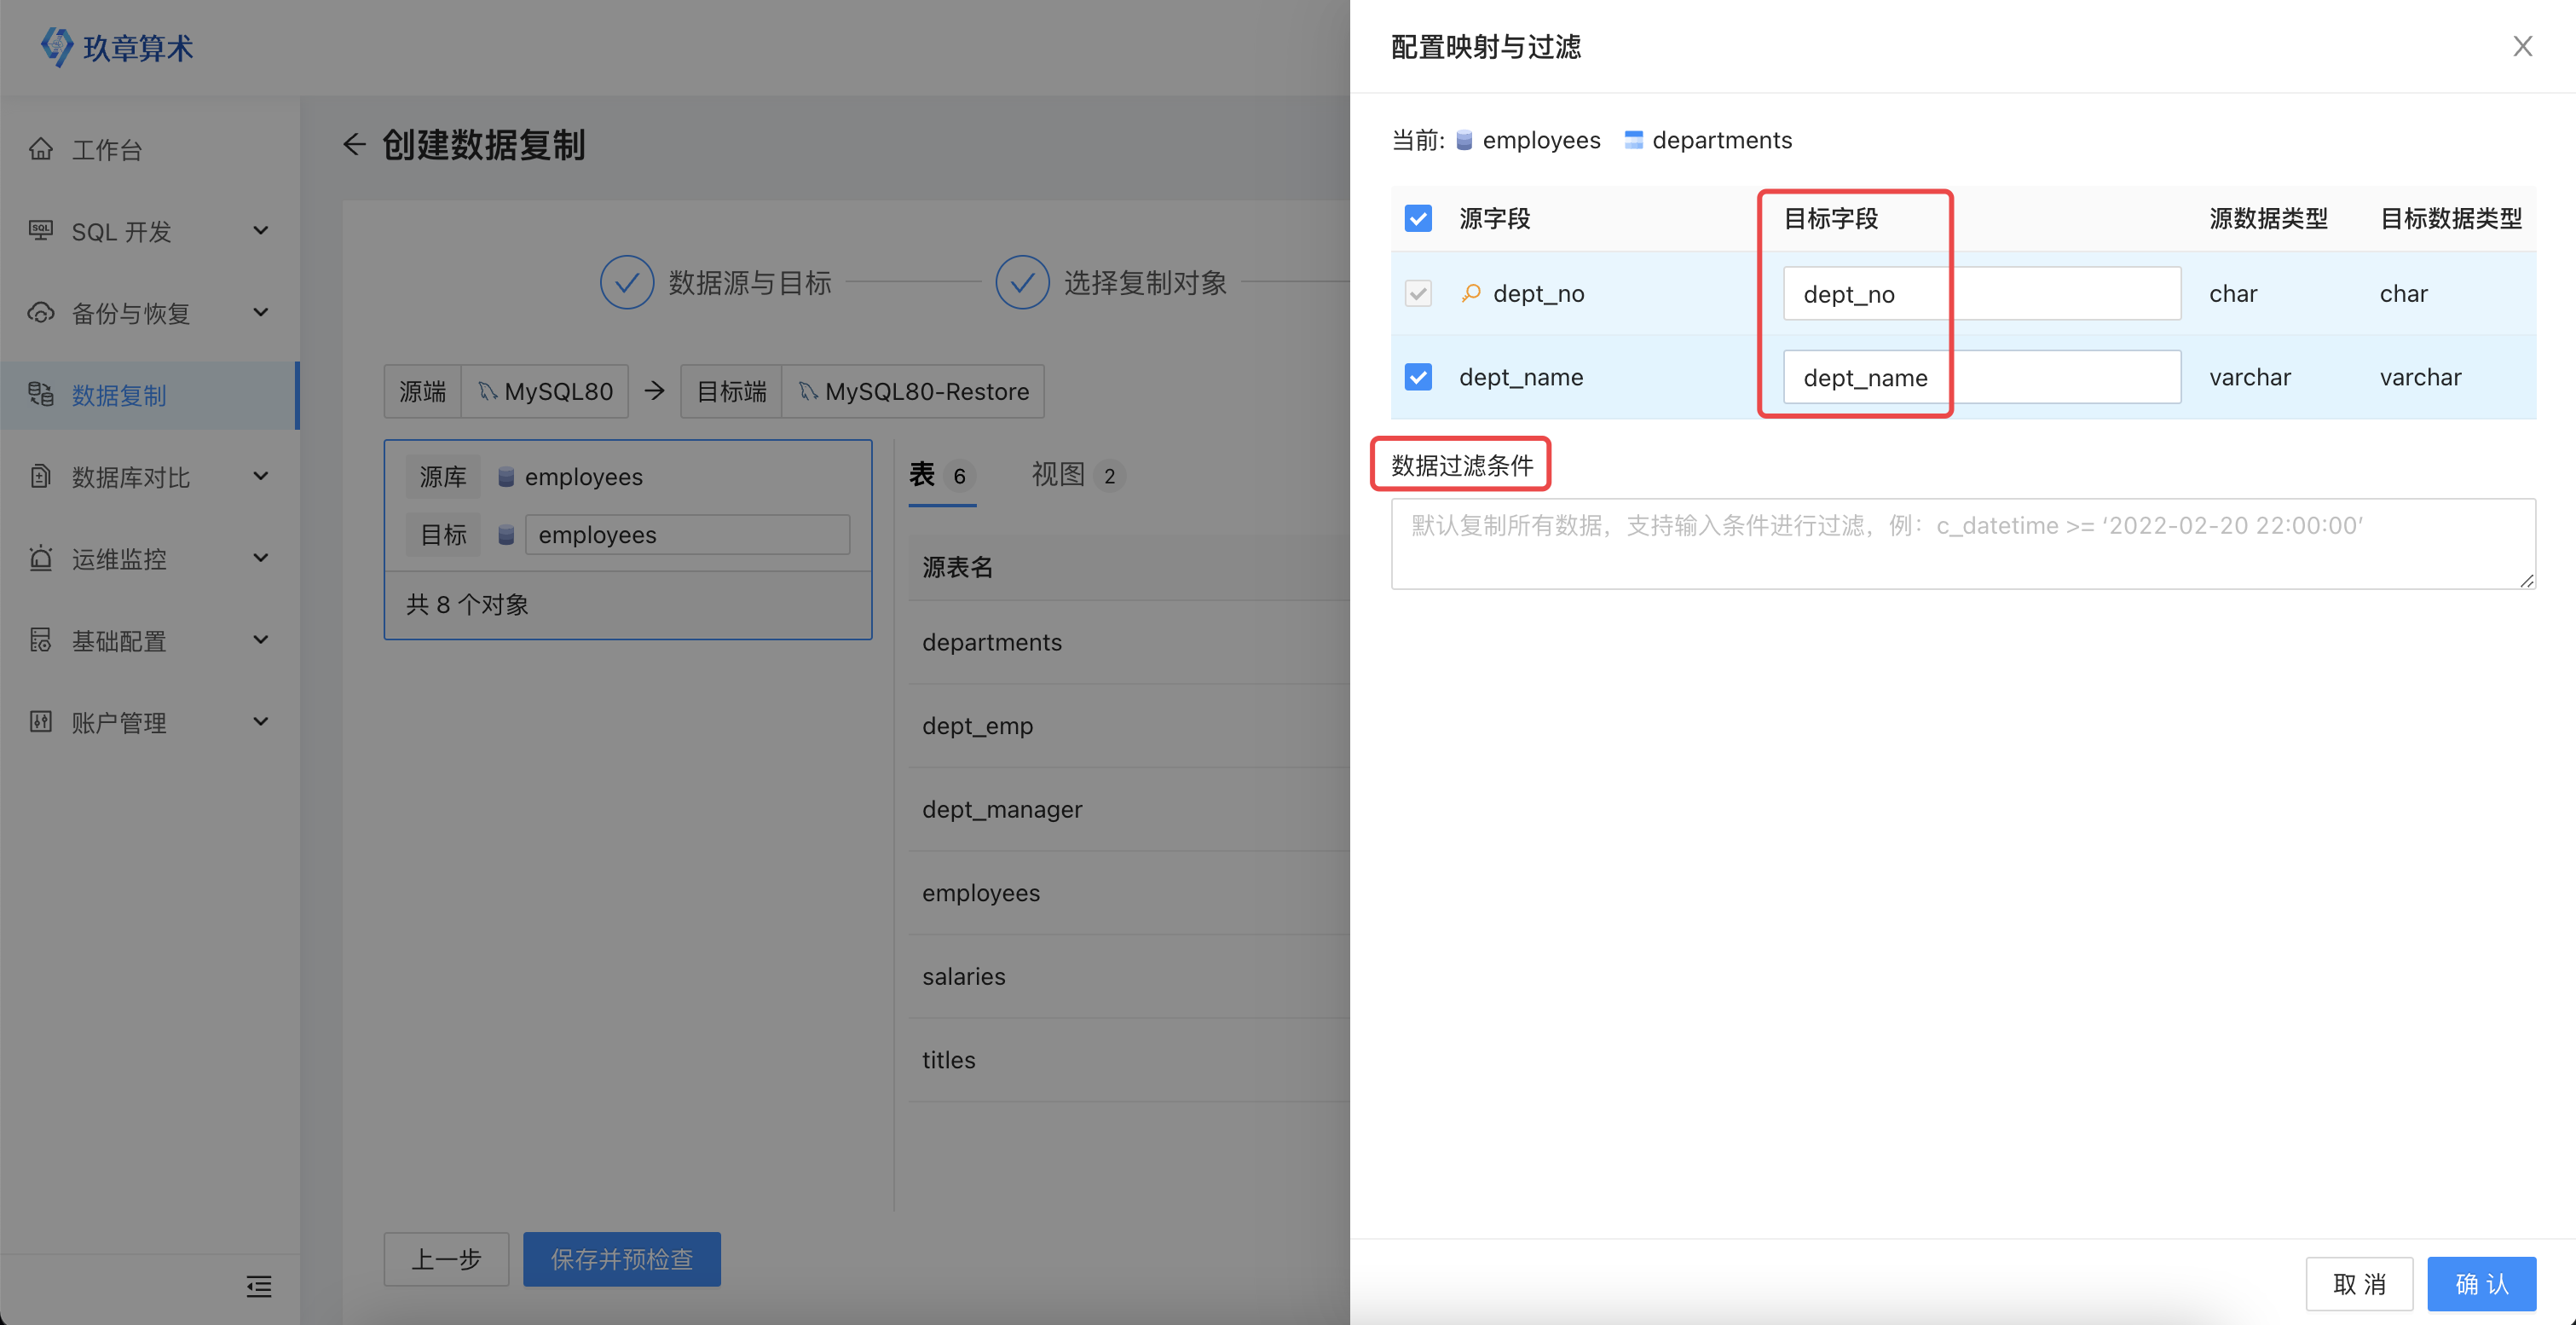 玖章算术
工作台
SQL 开发
备份与恢复
数据复制
数据库对比
运维监控
基础配置
账户管理
创建数据复制
数据源与目标
选择复制对象
源端 MySQL80 → 目标端 MySQL80-Restore
源库 employees
目标 employees
共 8 个对象
表 6 视图 2
源表名
departments
dept_emp
dept_manager
employees
salaries
titles
上一步 保存并预检查
配置映射与过滤
当前: employees departments
源字段 目标字段 源数据类型 目标数据类型
dept_no dept_no char char
dept_name dept_name varchar varchar
数据过滤条件
默认复制所有数据，支持输入条件进行过滤，例：c_datetime >= ‘2022-02-20 22:00:00’
取 消 确 认